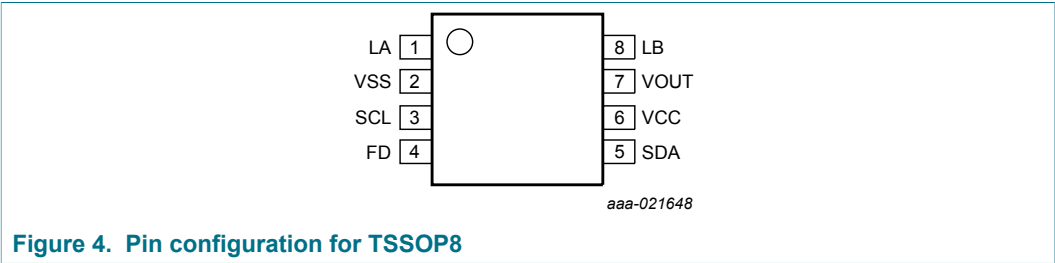 LA 1 8 LB
VSS 2 7 VOUT
SCL 3 6 VCC
FD 4 5 SDA
aaa-021648
Figure 4. Pin configuration for TSSOP8